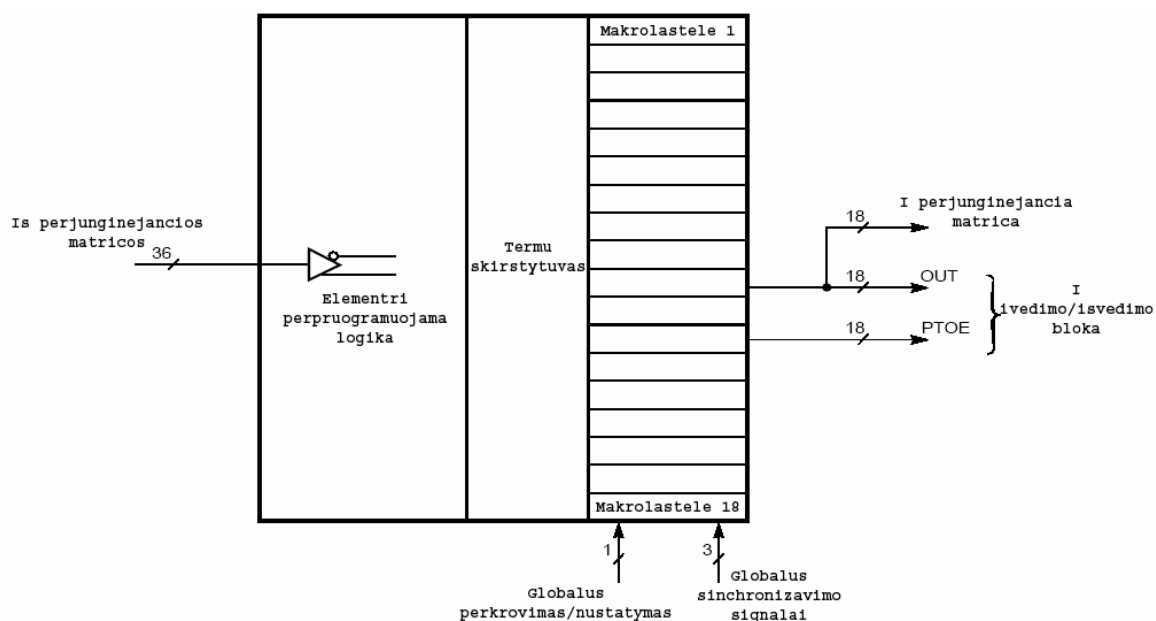 Makrolastele 1
18
I perjunginejancia
matrica
Is perjunginejancios
matricos
36
Termu
skirstytuvas
18
OUT
I
ivedimo/isvedimo
bloka
Elementri
perpruogramuojama
logika
18
PTOE
Makrolastele 18
1
3
Globalus
perkrovimas/nustatymas
Globalus
sinchronizavimo
signalai